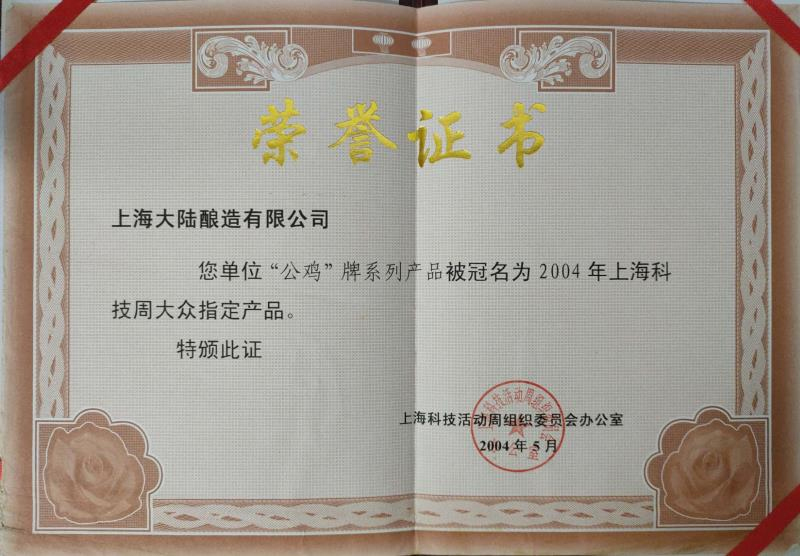 荣誉证书
上海大陆酿造有限公司
您单位“公鸡”牌系列产品被冠名为2004年上海科
技周大众指定产品。
特颁此证
上海科技活动周组织委员会办公室
2004年5月